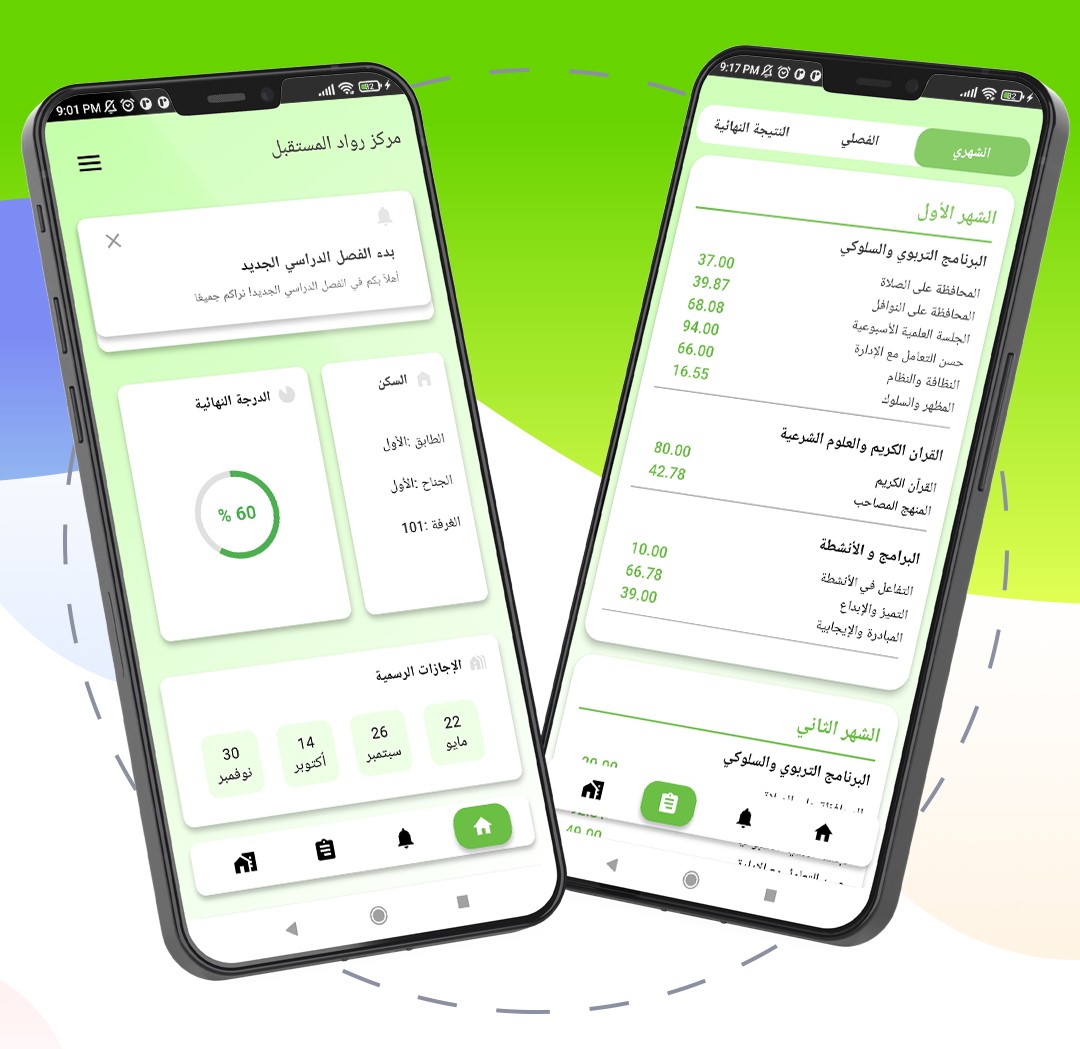 9:01 PM
82
مركز رواد المستقبل
بدء الفصل الدراسي الجديد
أهلاً بكم في الفصل الدراسي الجديد! نراكم جميعًا
السكن
الطابق :الأول
الجناح :الأول
الغرفة :101
الدرجة النهائية
60 %
الإجازات الرسمية
22 مايو
26 سبتمبر
14 أكتوبر
30 نوفمبر
9:17 PM
82
الشهري
الفصلي
النتيجة النهائية
الشهر الأول
البرنامج التربوي والسلوكي
المحافظة على الصلاة 37.00
المحافظة على النوافل 39.87
الجلسة العلمية الأسبوعية 68.08
حسن التعامل مع الإدارة 94.00
النظافة والنظام 66.00
المظهر والسلوك 16.55
القرآن الكريم والعلوم الشرعية
القرآن الكريم 80.00
المنهج المصاحب 42.78
البرامج و الأنشطة
التفاعل في الأنشطة 10.00
التميز والإبداع 66.78
المبادرة والإيجابية 39.00
الشهر الثاني
البرنامج التربوي والسلوكي